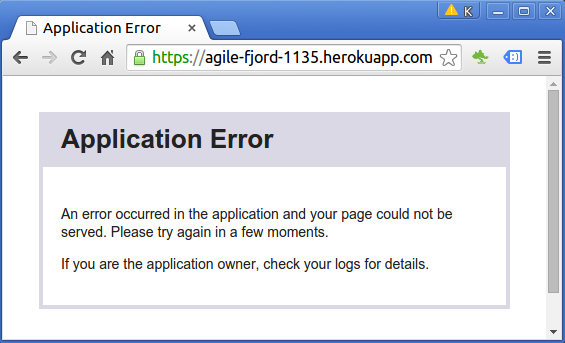 Application Error
K
https://agile-fjord-1135.herokuapp.com
Application Error
An error occurred in the application and your page could not be
served. Please try again in a few moments.
If you are the application owner, check your logs for details.